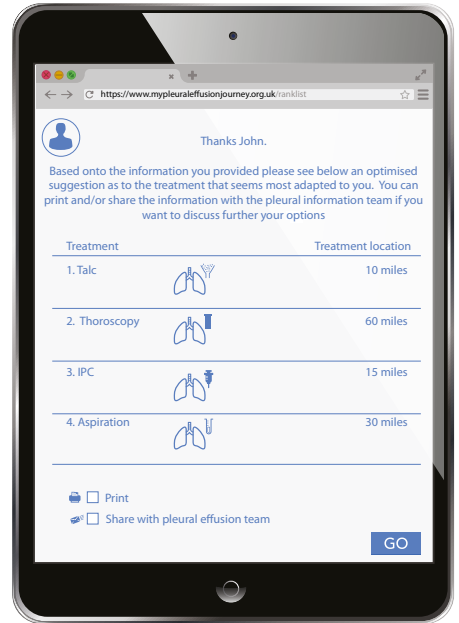 https://www.mypleuraleffusionjourney.org.uk/ranklist
Thanks John.
Based onto the information you provided please see below an optimised
suggestion as to the treatment that seems most adapted to you. You can
print and/or share the information with the pleural information team if you
want to discuss further your options
Treatment Treatment location
1. Talc 10 miles
2. Thoroscopy 60 miles
3. IPC 15 miles
4. Aspiration 30 miles
Print
Share with pleural effusion team
GO